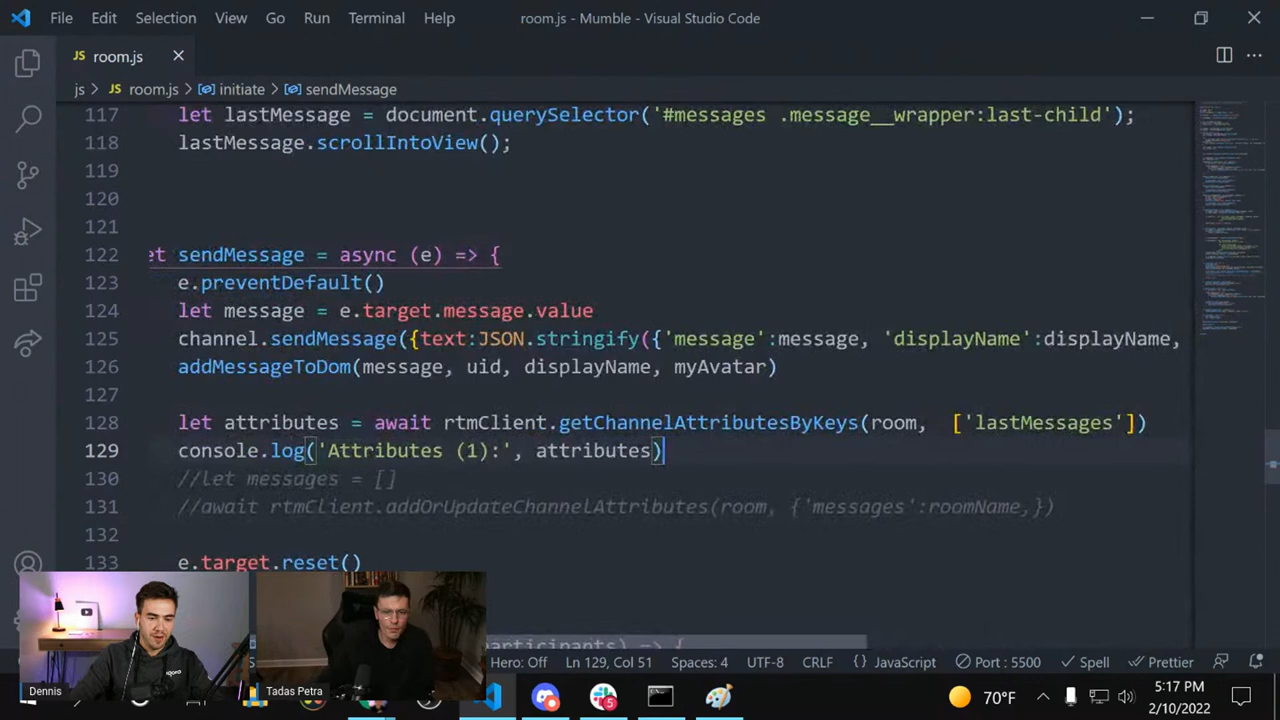 File Edit Selection View Go Run Terminal Help room.js - Mumble - Visual Studio Code
JS room.js
js > JS room.js > initiate > sendMessage
117 let lastMessage = document.querySelector('#messages .message__wrapper:last-child');
118 lastMessage.scrollIntoView();
119
120
121
122 et sendMessage = async (e) => {
123 e.preventDefault()
124 let message = e.target.message.value
125 channel.sendMessage({text:JSON.stringify({'message':message, 'displayName':displayName,
126 addMessageToDom(message, uid, displayName, myAvatar)
127
128 let attributes = await rtmClient.getChannelAttributesByKeys(room, ['lastMessages'])
129 console.log('Attributes (1):', attributes)
130 //let messages = []
131 //await rtmClient.addOrUpdateChannelAttributes(room, {'messages':roomName,})
132
133 e.target.reset()
participants) => {
Hero: Off Ln 129, Col 51 Spaces: 4 UTF-8 CRLF {} JavaScript Port : 5500 Spell Prettier
Dennis
Tadas Petra
agora
5
70°F
5:17 PM
2/10/2022